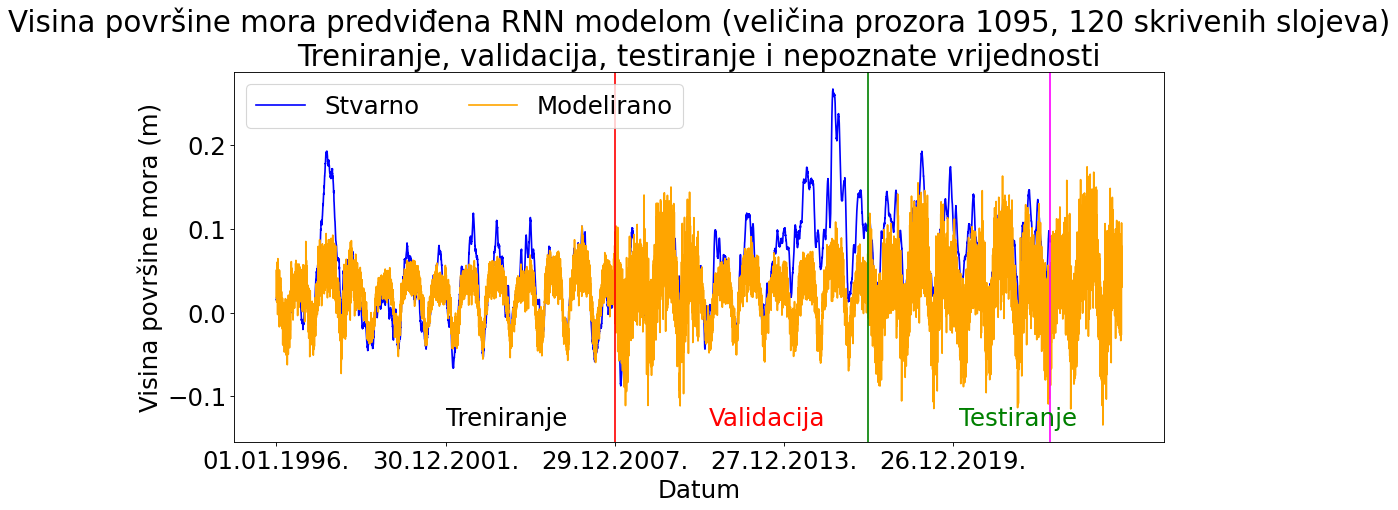 Visina površine mora predviđena RNN modelom (veličina prozora 1095, 120 skrivenih slojeva)
Treniranje, validacija, testiranje i nepoznate vrijednosti
Stvarno Modelirano
Visina površine mora (m)
0.2
0.1
0.0
−0.1
Treniranje Validacija Testiranje
01.01.1996. 30.12.2001. 29.12.2007. 27.12.2013. 26.12.2019.
Datum